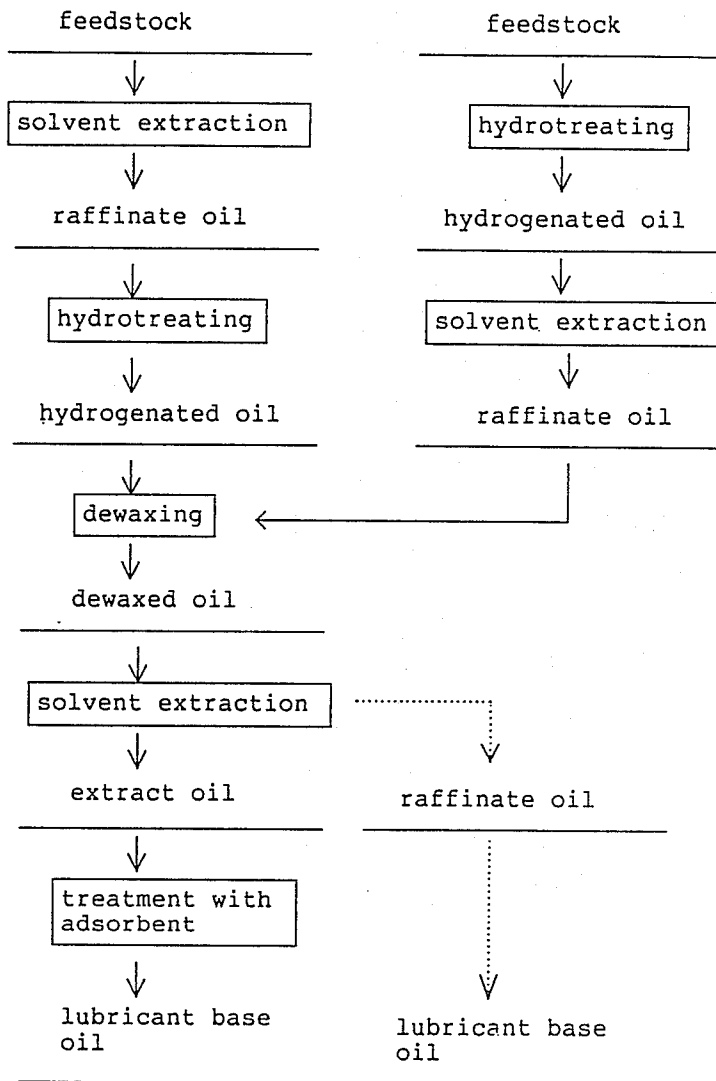 feedstock
solvent extraction
raffinate oil
hydrotreating
hydrogenated oil
dewaxing
dewaxed oil
solvent extraction
extract oil
treatment with
adsorbent
lubricant base
oil
feedstock
hydrotreating
hydrogenated oil
solvent extraction
raffinate oil
raffinate oil
lubricant base
oil